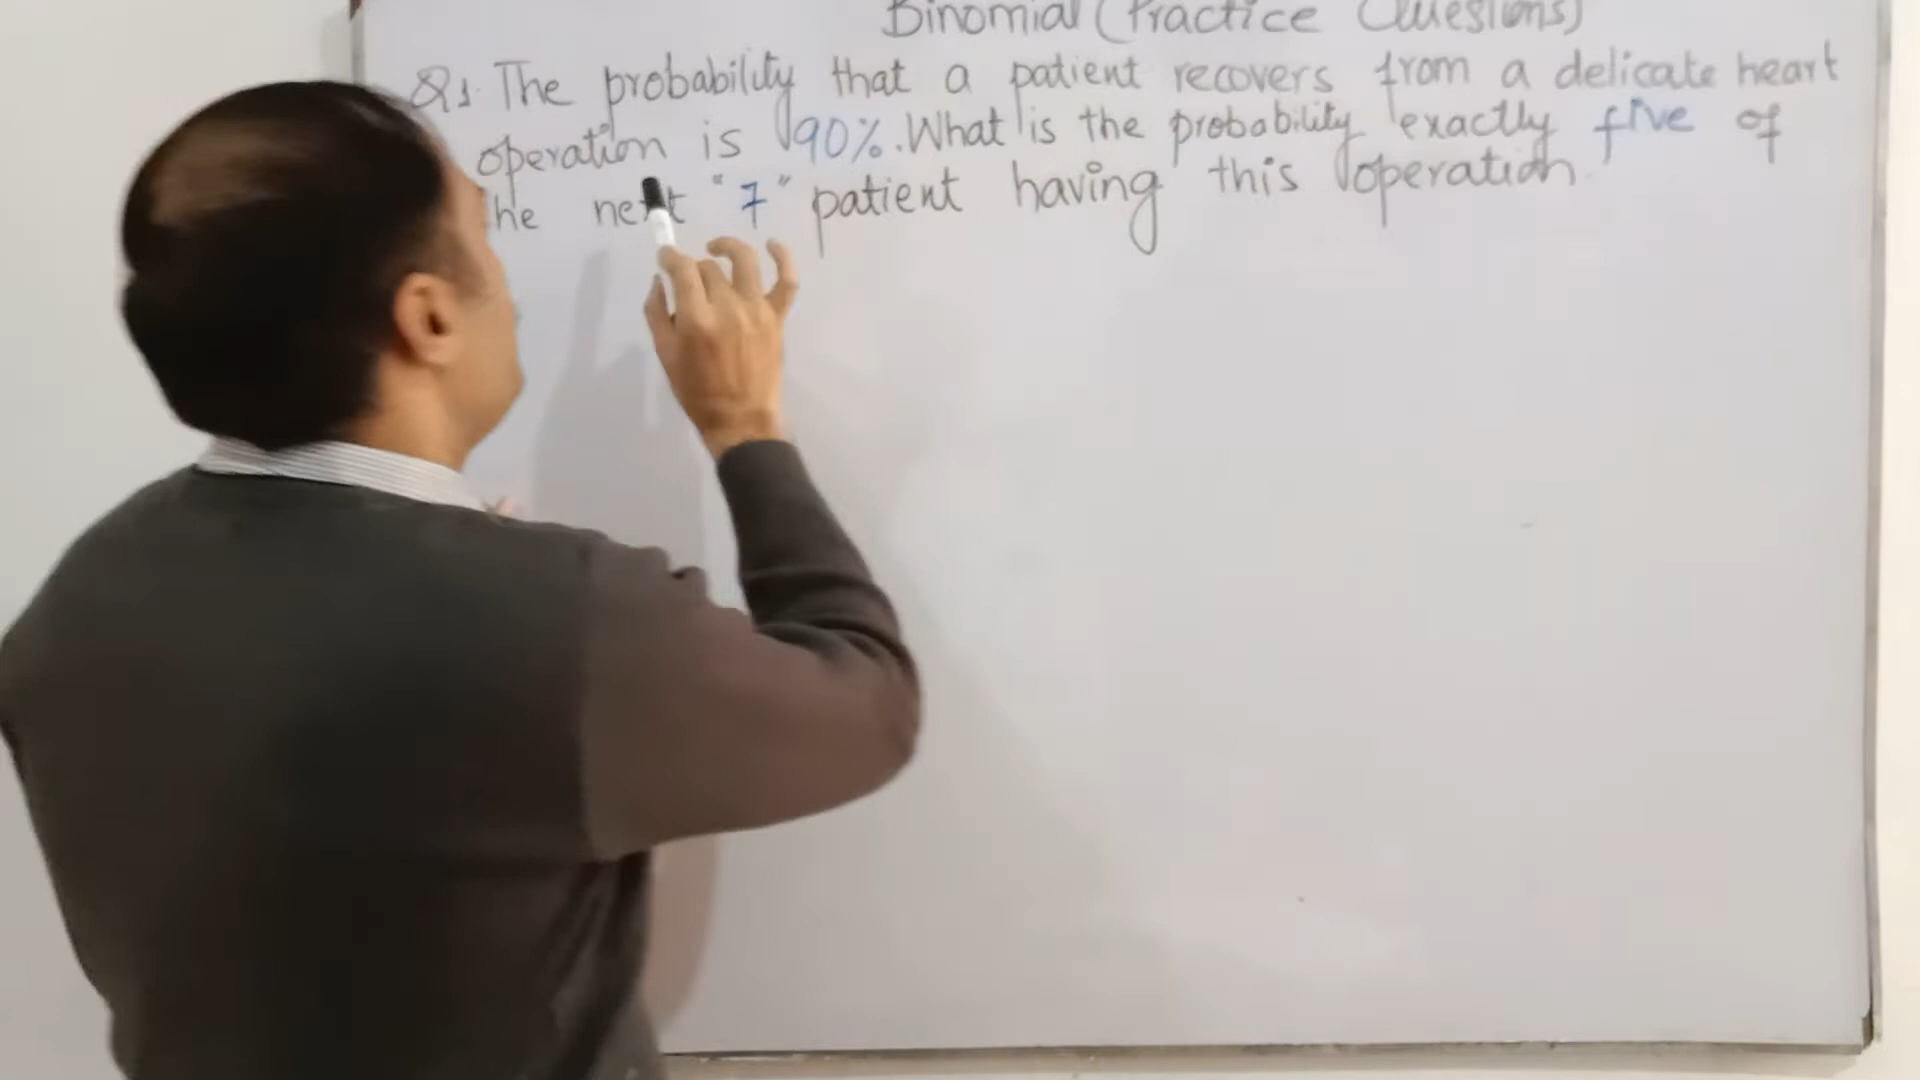 Binomial (Practice Questions)
Q1. The probability that a patient recovers from a delicate heart
operation is 90%. What is the probability exactly five of
the next "7" patient having this operation